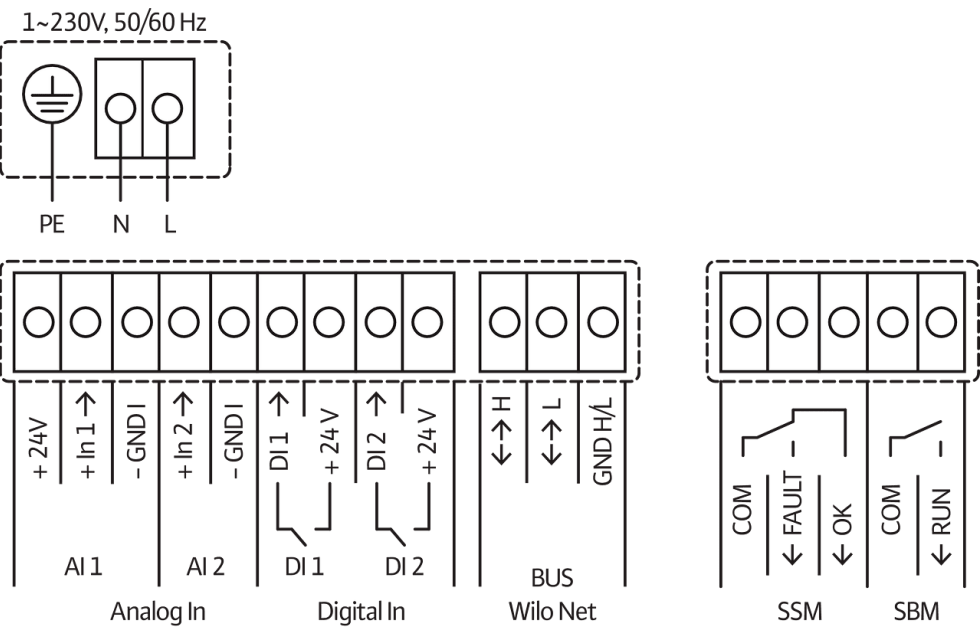 1~230V, 50/60 Hz
PE
N
L
+ 24V
+ In 1
- GND I
+ In 2
- GND I
DI 1
+ 24 V
DI 2
+ 24 V
H
L
GND H/L
COM
FAULT
OK
COM
RUN
AI 1
AI 2
DI 1
DI 2
BUS
Analog In
Digital In
Wilo Net
SSM
SBM